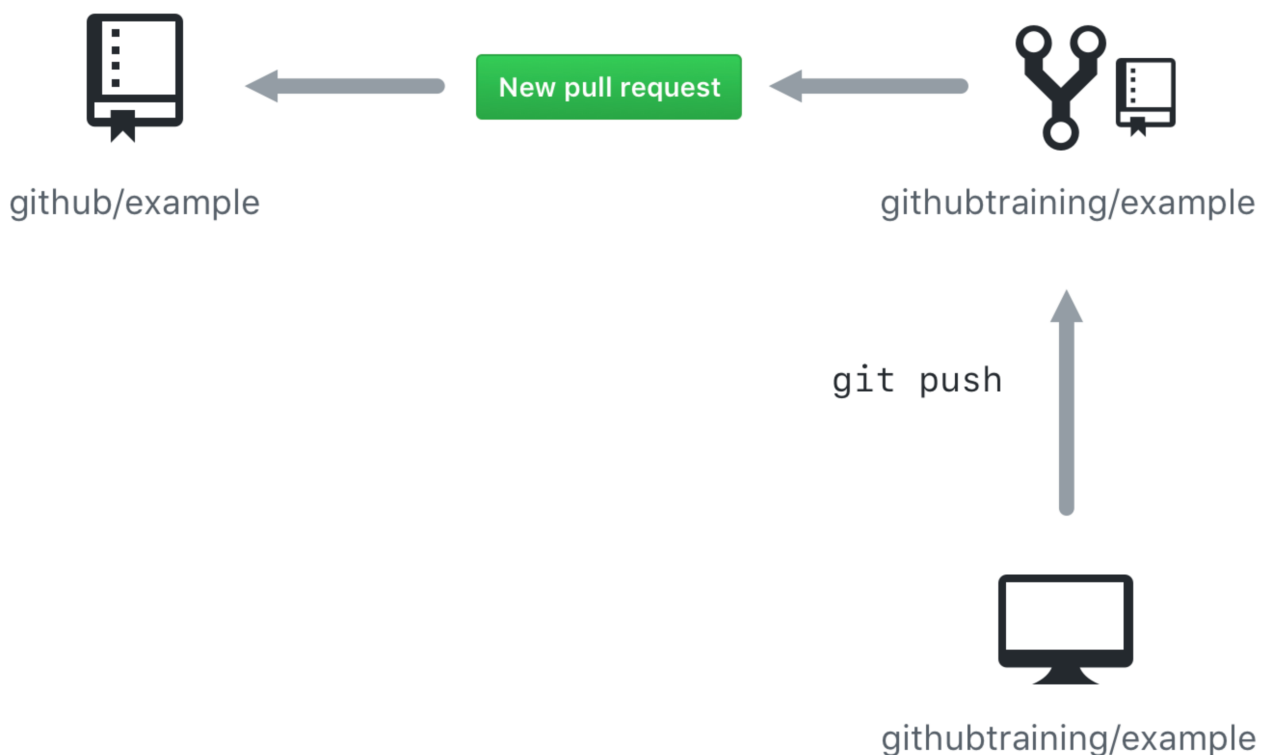 New pull request
github/example
githubtraining/example
git push
githubtraining/example